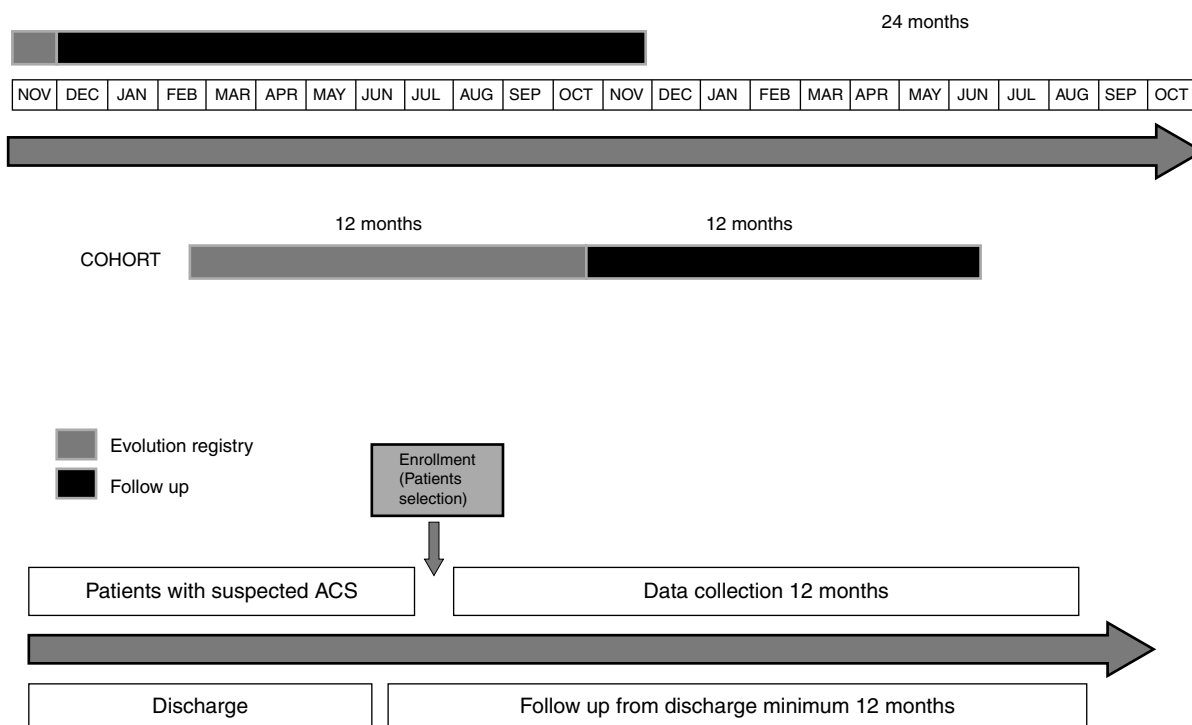 24 months
NOV DEC JAN FEB MAR APR MAY JUN JUL AUG SEP OCT NOV DEC JAN FEB MAR APR MAY JUN JUL AUG SEP OCT
12 months 12 months
COHORT
Evolution registry
Follow up
Enrollment
(Patients
selection)
Patients with suspected ACS Data collection 12 months
Discharge Follow up from discharge minimum 12 months